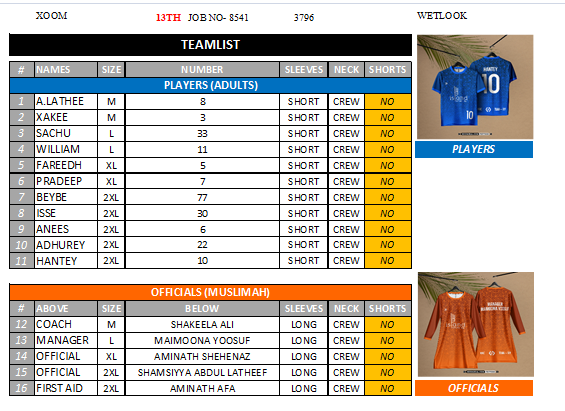 XOOM 13TH JOB NO- 8541 3796 WETLOOK
TEAMLIST
# NAMES SIZE NUMBER SLEEVES NECK SHORTS
PLAYERS (ADULTS)
1 A.LATHEE M 8 SHORT CREW NO
2 XAKEE M 3 SHORT CREW NO
3 SACHU L 33 SHORT CREW NO
4 WILLIAM L 11 SHORT CREW NO
5 FAREEDH XL 5 SHORT CREW NO
6 PRADEEP XL 7 SHORT CREW NO
7 BEYBE 2XL 77 SHORT CREW NO
8 ISSE 2XL 30 SHORT CREW NO
9 ANEES 2XL 6 SHORT CREW NO
10 ADHUREY 2XL 22 SHORT CREW NO
11 HANTEY 2XL 10 SHORT CREW NO
HANTEY
10
10
PLAYERS
OFFICIALS (MUSLIMAH)
# ABOVE SIZE BELOW SLEEVES NECK SHORTS
12 COACH M SHAKEELA ALI LONG CREW NO
13 MANAGER L MAIMOONA YOOSUF LONG CREW NO
14 OFFICIAL XL AMINATH SHEHENAZ LONG CREW NO
15 OFFICIAL 2XL SHAMSIYYA ABDUL LATHEEF LONG CREW NO
16 FIRST AID 2XL AMINATH AFA LONG CREW NO
MANAGER
OFFICIALS